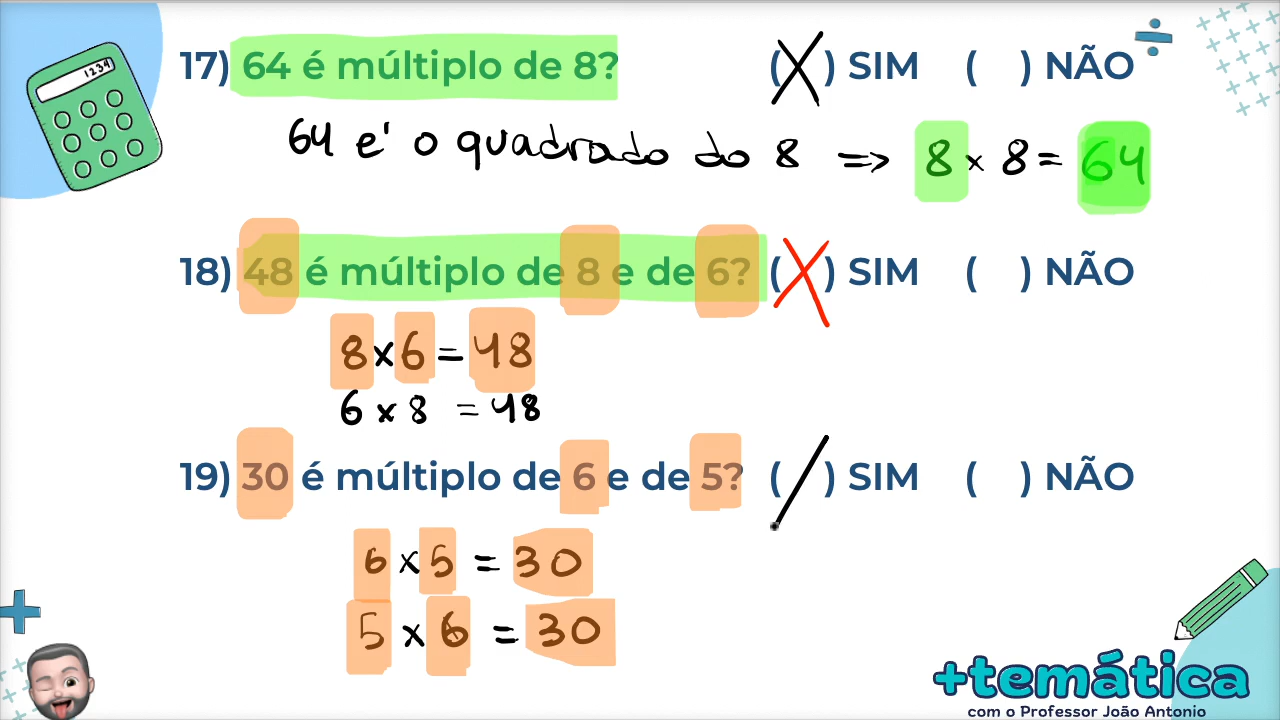 1234
17) 64 é múltiplo de 8? (X) SIM ( ) NÃO
64 é o quadrado do 8 => 8 x 8 = 64
18) 48 é múltiplo de 8 e de 6? (X) SIM ( ) NÃO
8 x 6 = 48
6 x 8 = 48
19) 30 é múltiplo de 6 e de 5? (/) SIM ( ) NÃO
6 x 5 = 30
5 x 6 = 30
+temática
com o Professor João Antonio